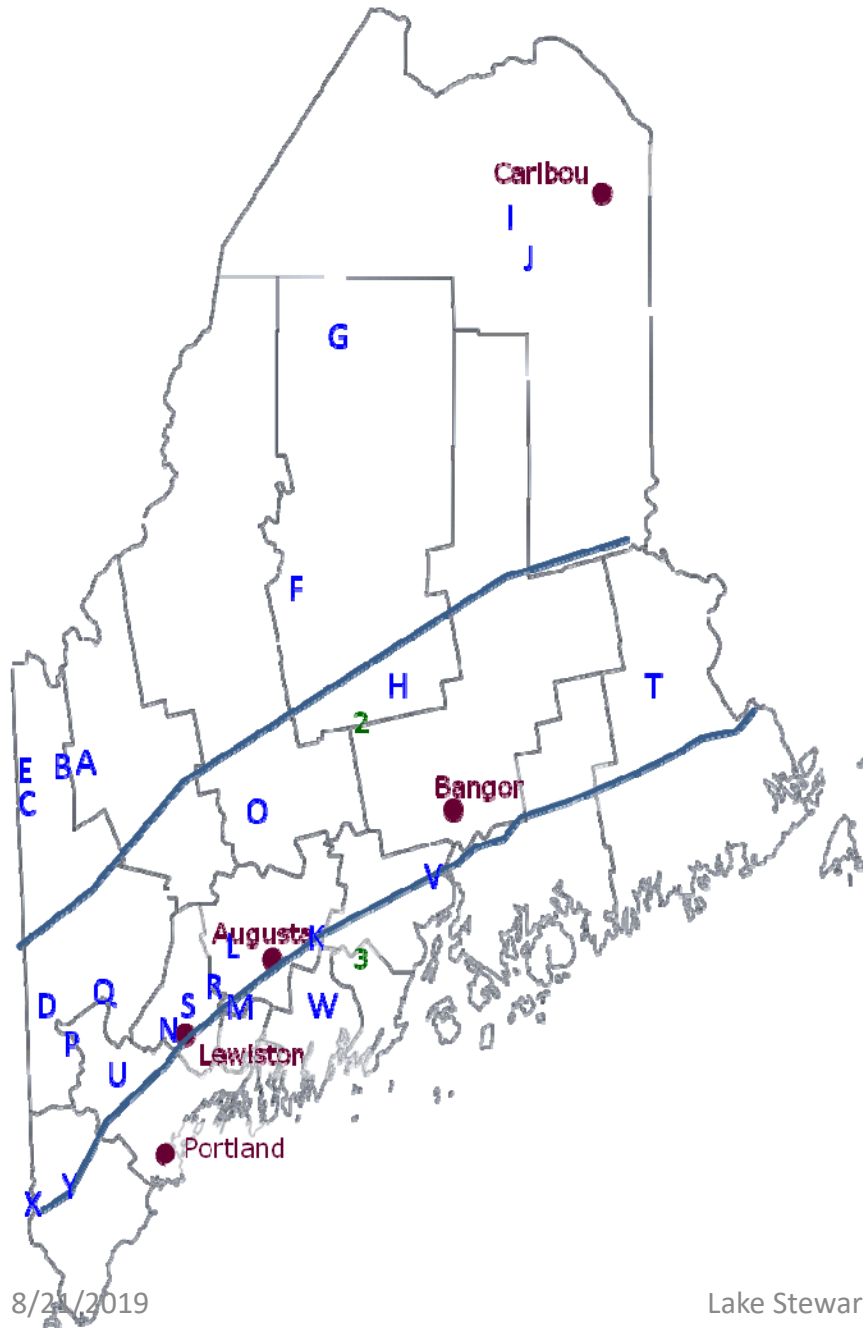 Caribou
I
J
G
F
H
T
2
E
B A
C
Bangor
O
V
Augusta
L
K
3
R
D
Q
S
M
W
N
P
Lewiston
U
Portland
Y
X
8/21/2019
Lake Stewar